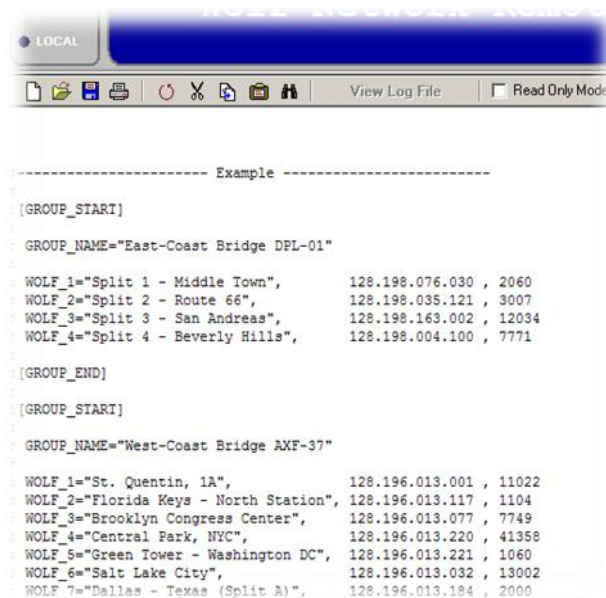 LOCAL
View Log File Read Only Mode
---------------------- Example -------------------------
[GROUP_START]
GROUP_NAME="East-Coast Bridge DPL-01"
WOLF_1="Split 1 - Middle Town", 128.198.076.030 , 2060
WOLF_2="Split 2 - Route 66", 128.198.035.121 , 3007
WOLF_3="Split 3 - San Andreas", 128.198.163.002 , 12034
WOLF_4="Split 4 - Beverly Hills", 128.198.004.100 , 7771
[GROUP_END]
[GROUP_START]
GROUP_NAME="West-Coast Bridge AXF-37"
WOLF_1="St. Quentin, 1A", 128.196.013.001 , 11022
WOLF_2="Florida Keys - North Station", 128.196.013.117 , 1104
WOLF_3="Brooklyn Congress Center", 128.196.013.077 , 7749
WOLF_4="Central Park, NYC", 128.196.013.220 , 41358
WOLF_5="Green Tower - Washington DC", 128.196.013.221 , 1060
WOLF_6="Salt Lake City", 128.196.013.032 , 13002
WOLF_7="Dallas - Texas (Split A)", 128.196.013.184 , 2000